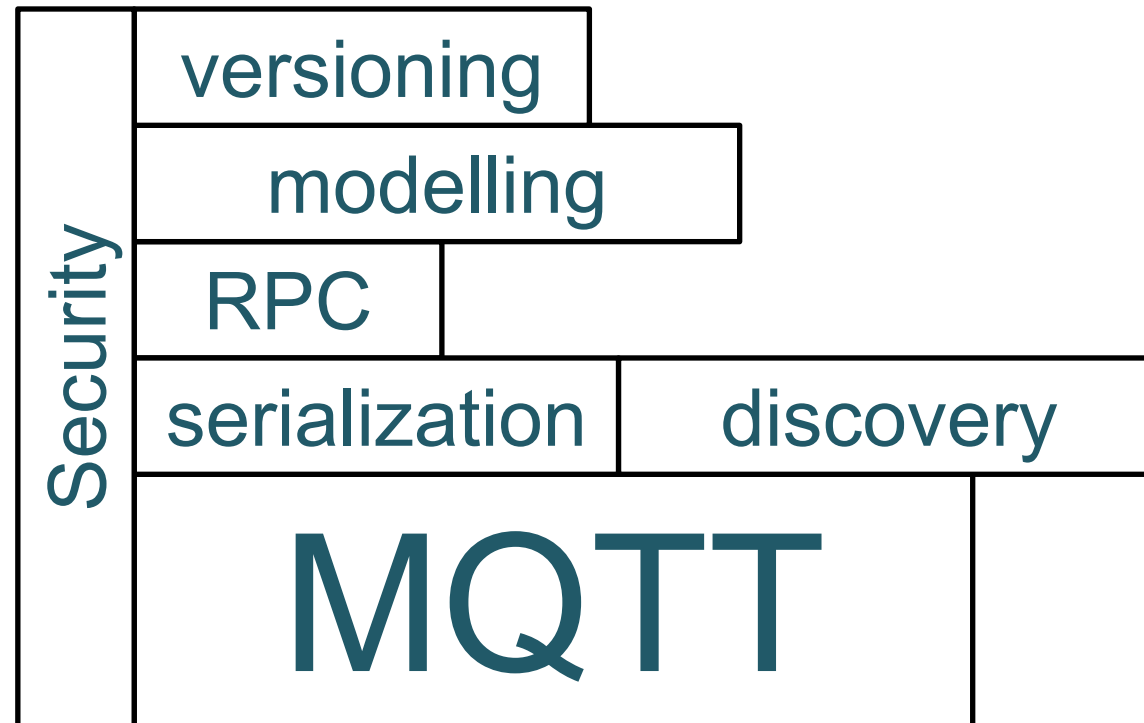 Security
versioning
modelling
RPC
serialization
discovery
MQTT